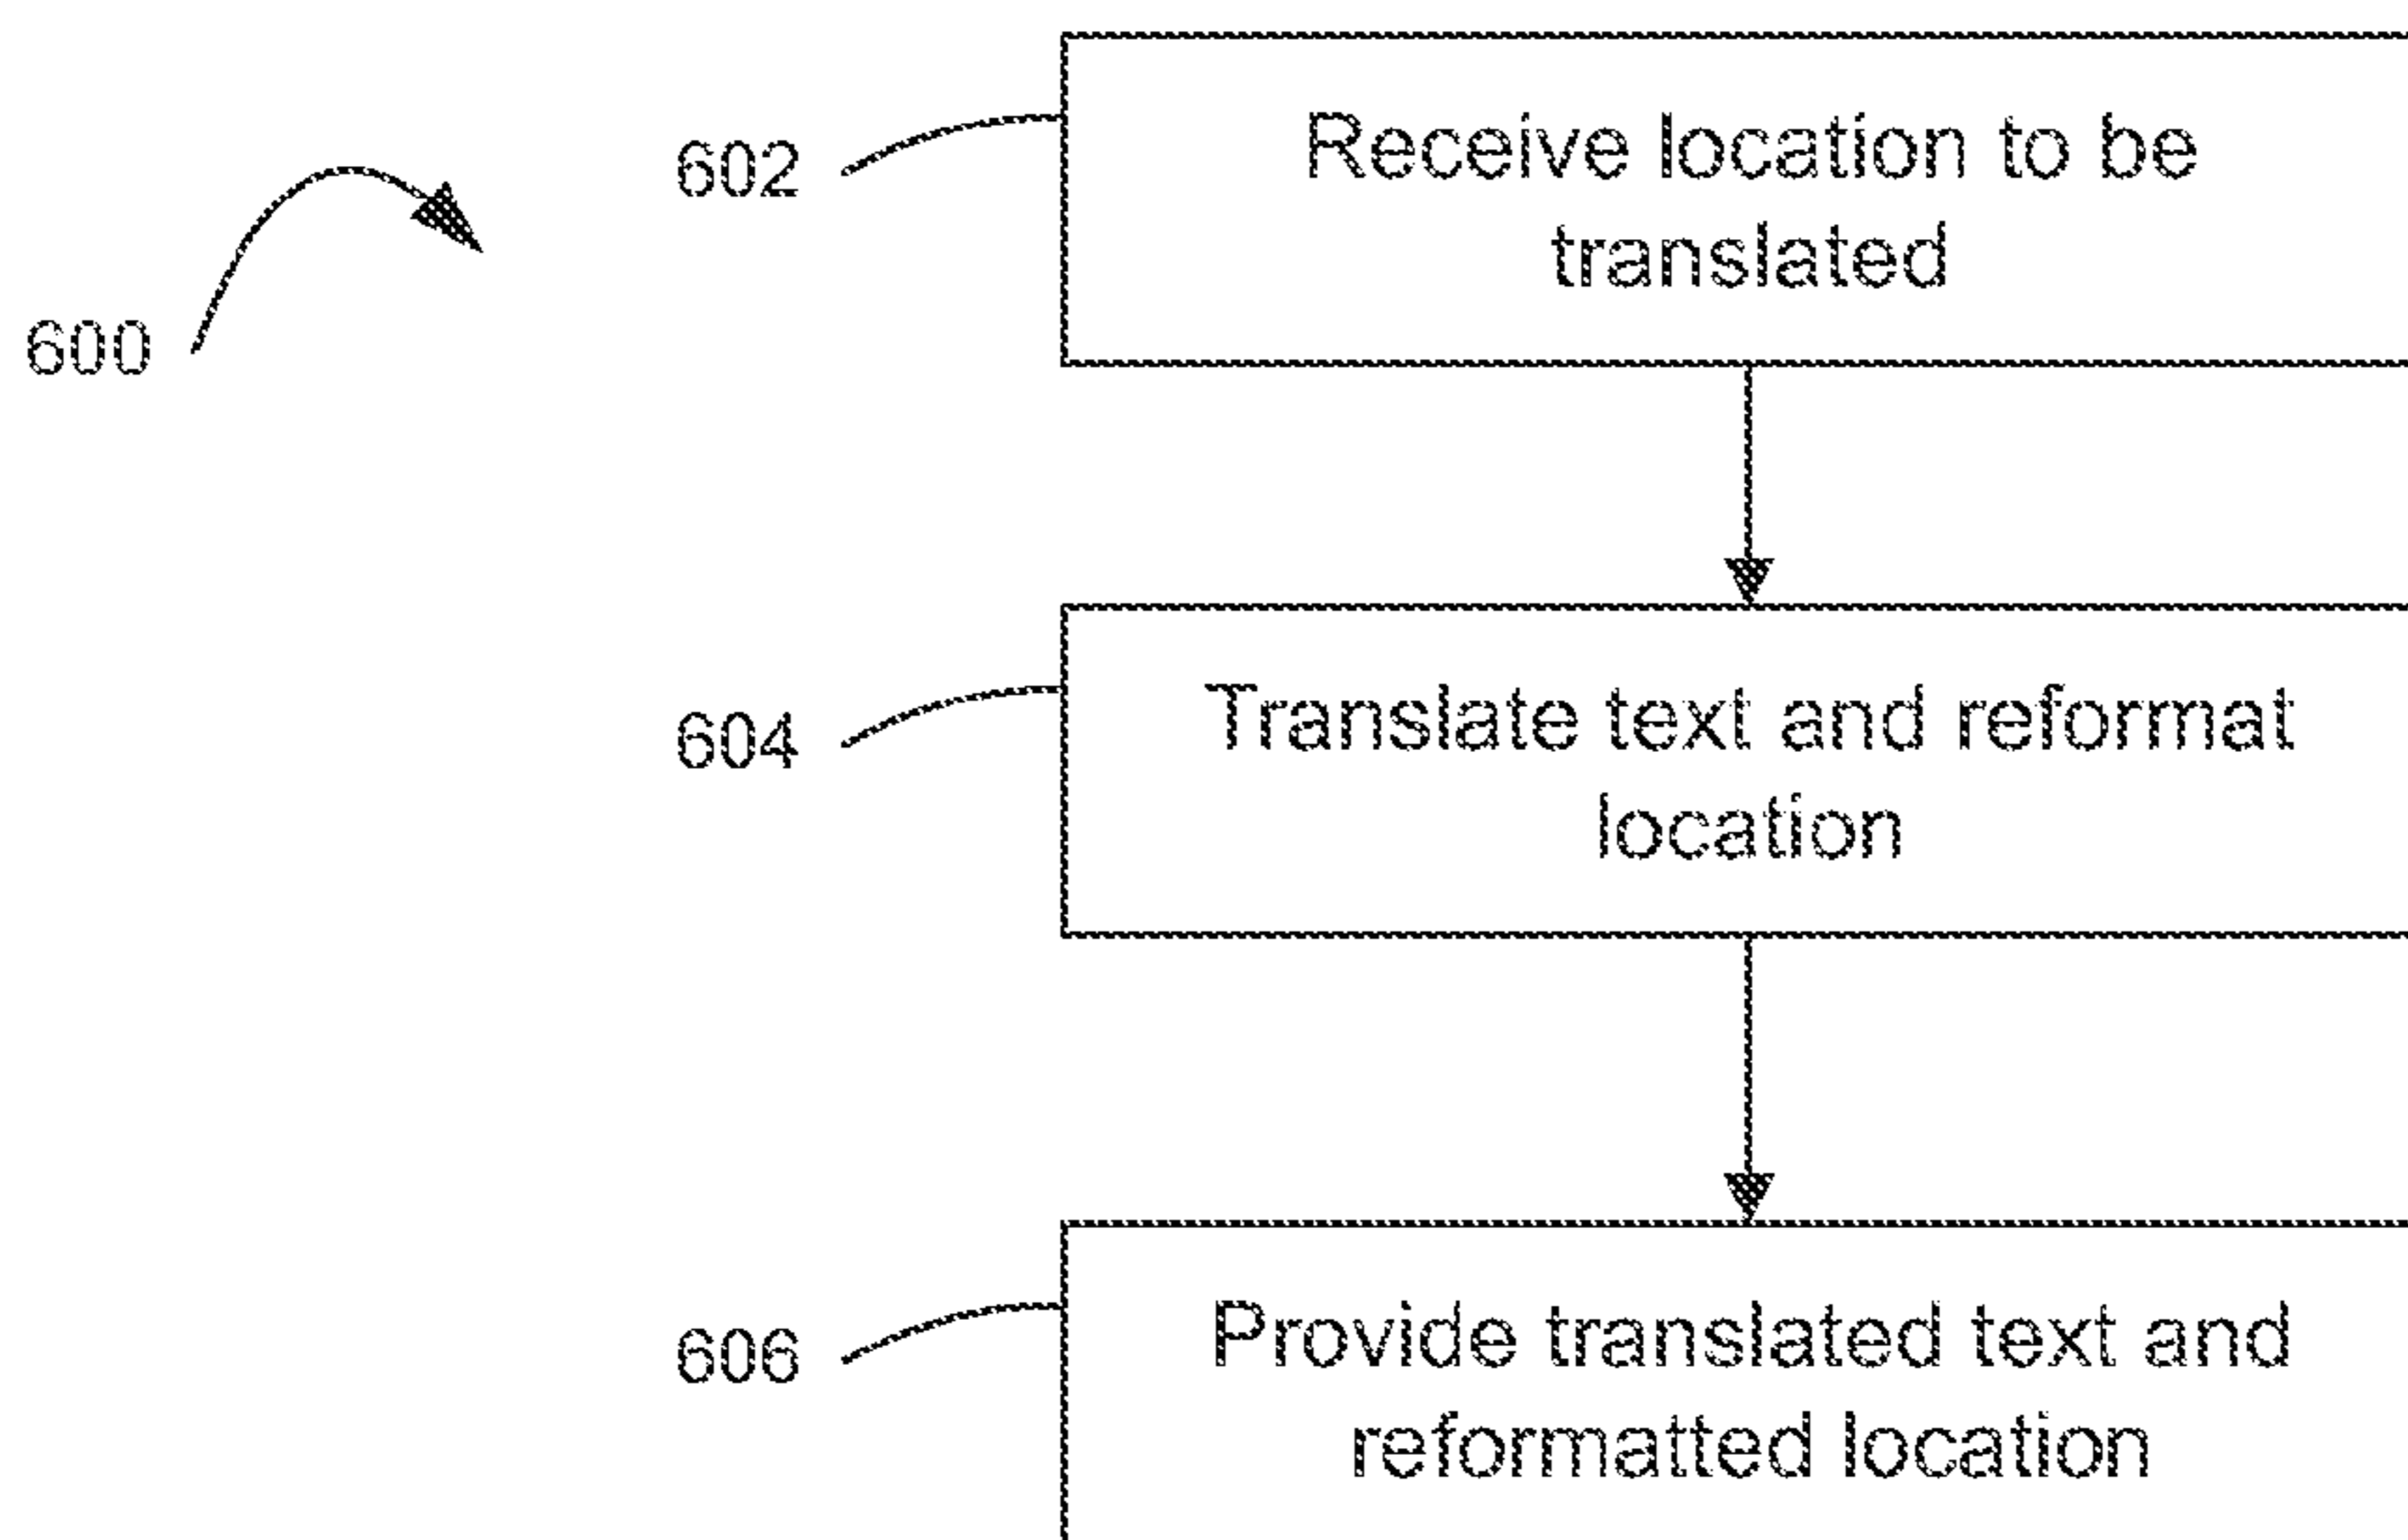 602
Receive location to be
translated
600
604
Translate text and reformat
location
606
Provide translated text and
reformatted location